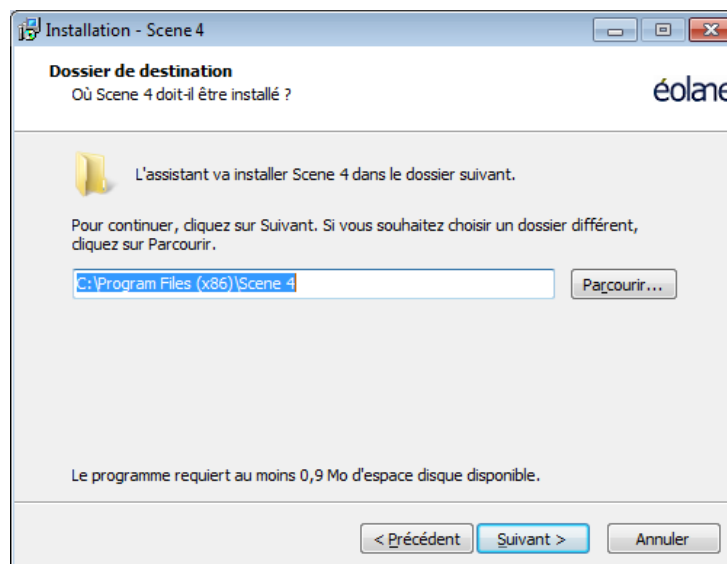 Installation - Scene 4
Dossier de destination
Où Scene 4 doit-il être installé ?
éolane
L'assistant va installer Scene 4 dans le dossier suivant.
Pour continuer, cliquez sur Suivant. Si vous souhaitez choisir un dossier différent,
cliquez sur Parcourir.
C:\Program Files (x86)\Scene 4
Parcourir...
Le programme requiert au moins 0,9 Mo d'espace disque disponible.
< Précédent
Suivant >
Annuler